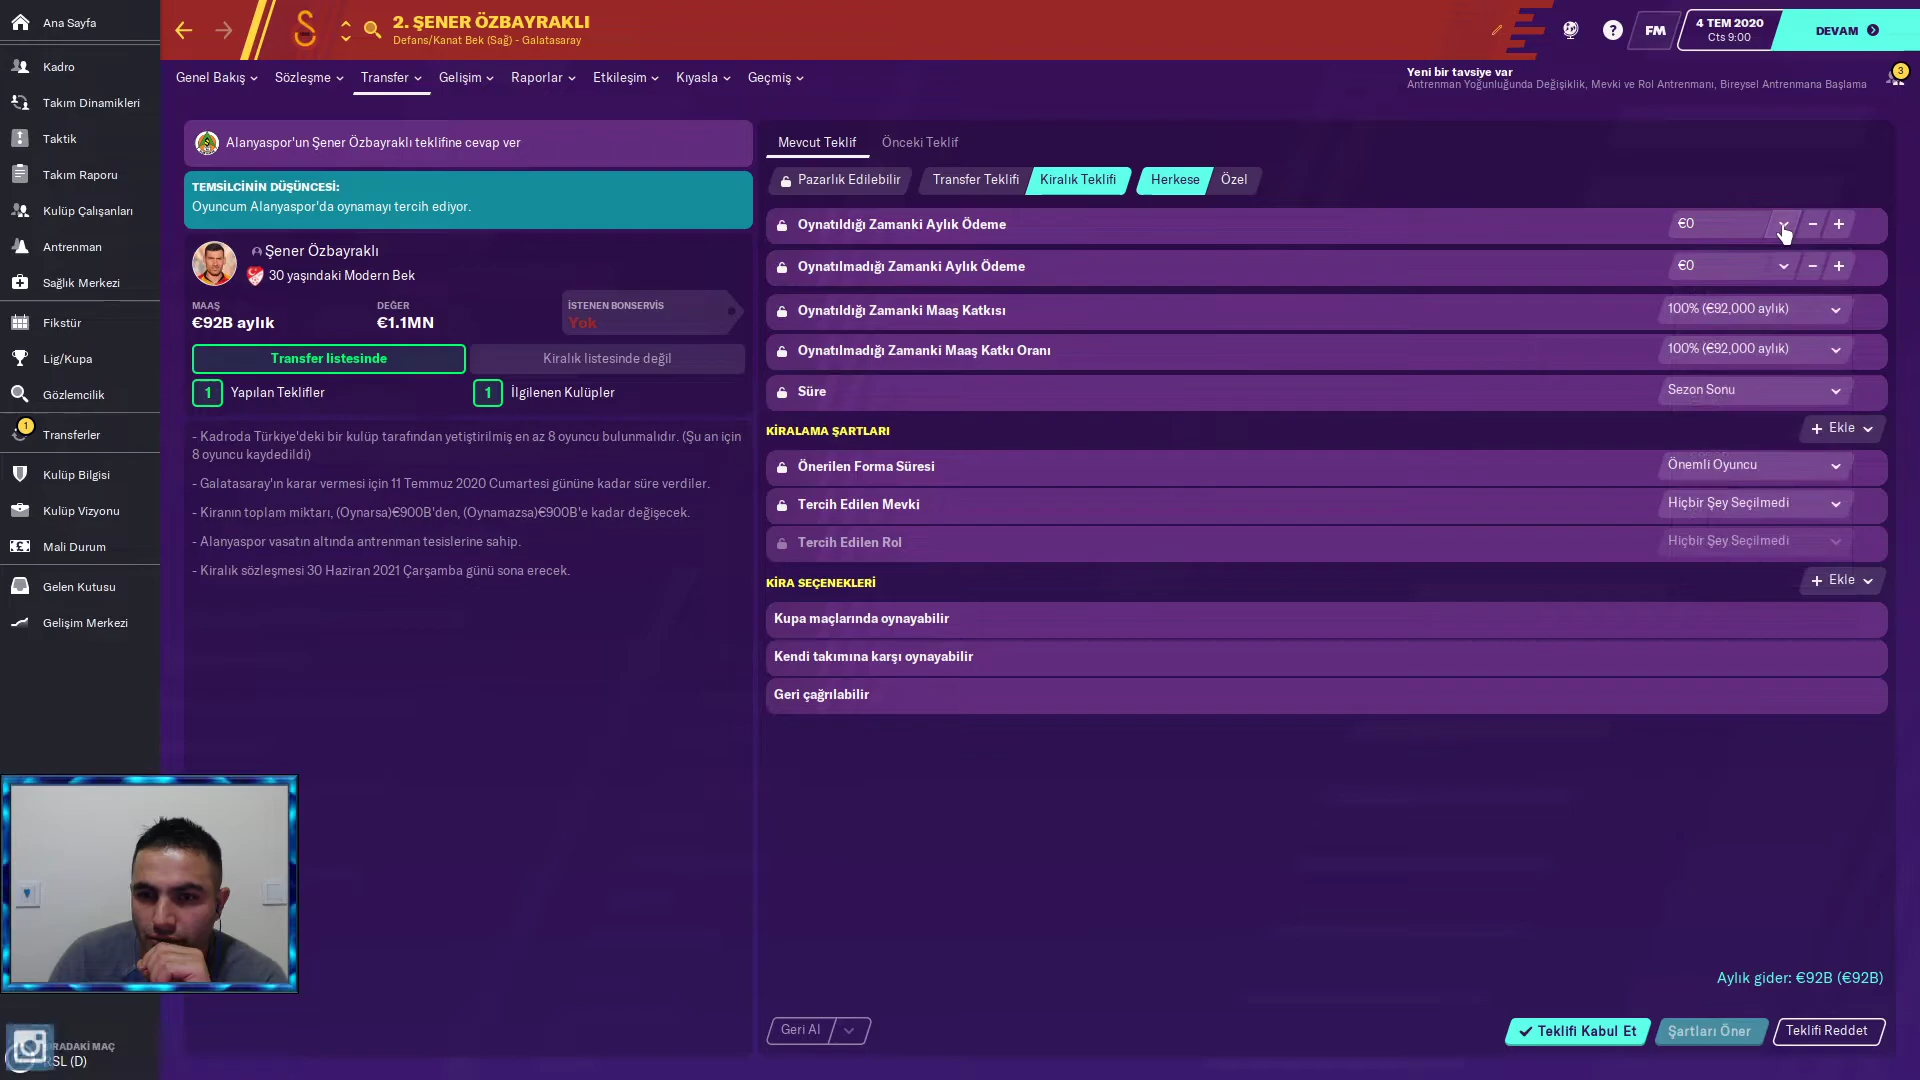 Ana Sayfa
Kadro
Takım Dinamikleri
Taktik
Takım Raporu
Kulüp Çalışanları
Antrenman
Sağlık Merkezi
Fikstür
Lig/Kupa
Gözlemcilik
1
Transferler
Kulüp Bilgisi
Kulüp Vizyonu
Mali Durum
Gelen Kutusu
Gelişim Merkezi
RADAKİ MAÇ
RSL (D)
2. ŞENER ÖZBAYRAKLI
Defans/Kanat Bek (Sağ) - Galatasaray
FM
4 TEM 2020
Cts 9:00
DEVAM
Genel Bakış
Sözleşme
Transfer
Gelişim
Raporlar
Etkileşim
Kıyasla
Geçmiş
Yeni bir tavsiye var
Antrenman Yoğunluğunda Değişiklik, Mevki ve Rol Antrenmanı, Bireysel Antrenmana Başlama
3
Alanyaspor'un Şener Özbayraklı teklifine cevap ver
TEMSİLCİNİN DÜŞÜNCESİ:
Oyuncum Alanyaspor'da oynamayı tercih ediyor.
Şener Özbayraklı
30 yaşındaki Modern Bek
MAAŞ
€92B aylık
DEĞER
€1.1MN
İSTENEN BONSERVİS
Yok
Transfer listesinde
Kiralık listesinde değil
1 Yapılan Teklifler
1 İlgilenen Kulüpler
- Kadroda Türkiye'deki bir kulüp tarafından yetiştirilmiş en az 8 oyuncu bulunmalıdır. (Şu an için
8 oyuncu kaydedildi)
- Galatasaray'ın karar vermesi için 11 Temmuz 2020 Cumartesi gününe kadar süre verdiler.
- Kiranın toplam miktarı, (Oynarsa)€900B'den, (Oynamazsa)€900B'e kadar değişecek.
- Alanyaspor vasatın altında antrenman tesislerine sahip.
- Kiralık sözleşmesi 30 Haziran 2021 Çarşamba günü sona erecek.
Mevcut Teklif
Önceki Teklif
Pazarlık Edilebilir
Transfer Teklifi
Kiralık Teklifi
Herkese
Özel
Oynatıldığı Zamanki Aylık Ödeme €0
Oynatılmadığı Zamanki Aylık Ödeme €0
Oynatıldığı Zamanki Maaş Katkısı 100% (€92,000 aylık)
Oynatılmadığı Zamanki Maaş Katkı Oranı 100% (€92,000 aylık)
Süre Sezon Sonu
KİRALAMA ŞARTLARI + Ekle
Önerilen Forma Süresi Önemli Oyuncu
Tercih Edilen Mevki Hiçbir Şey Seçilmedi
Tercih Edilen Rol Hiçbir Şey Seçilmedi
KİRA SEÇENEKLERİ + Ekle
Kupa maçlarında oynayabilir
Kendi takımına karşı oynayabilir
Geri çağrılabilir
Aylık gider: €92B (€92B)
Geri Al
Teklifi Kabul Et
Şartları Öner
Teklifi Reddet